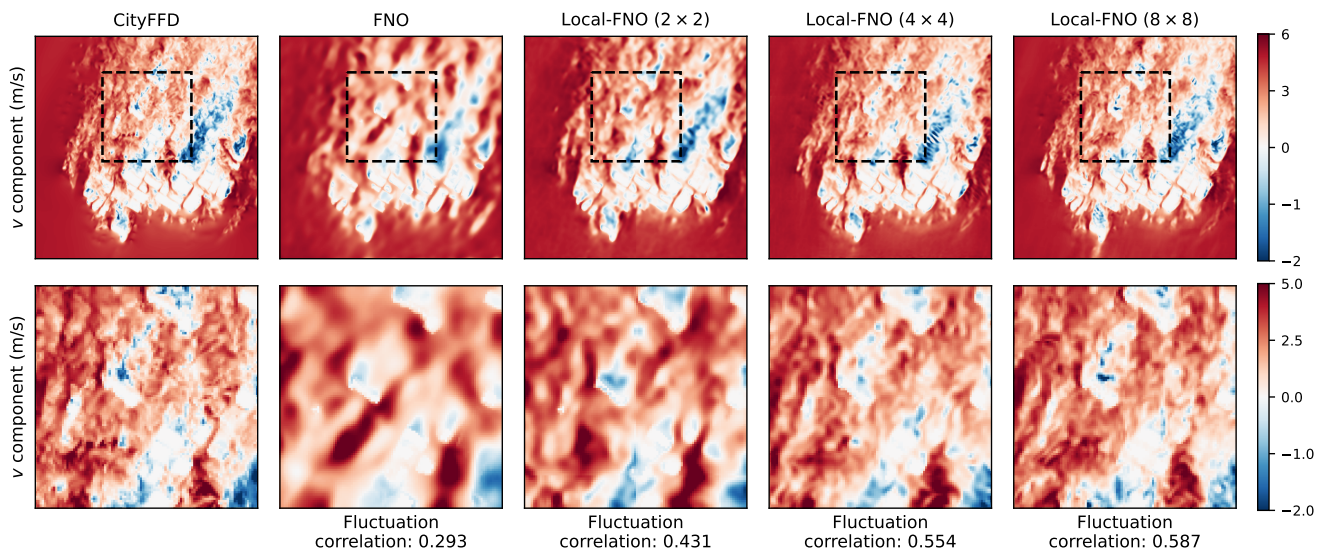 CityFFD
FNO
Local-FNO (2 × 2)
Local-FNO (4 × 4)
Local-FNO (8 × 8)
v component (m/s)
6
3
0
−1
−2
v component (m/s)
5.0
2.5
0.0
−1.0
−2.0
Fluctuation
correlation: 0.293
Fluctuation
correlation: 0.431
Fluctuation
correlation: 0.554
Fluctuation
correlation: 0.587